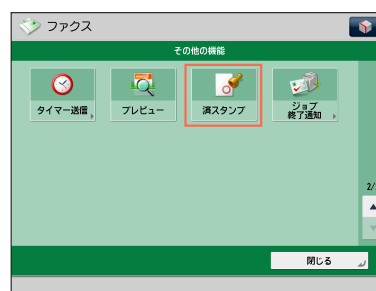 ファクス
その他の機能
タイマー送信
プレビュー
済スタンプ
ジョブ
終了通知
2/
閉じる